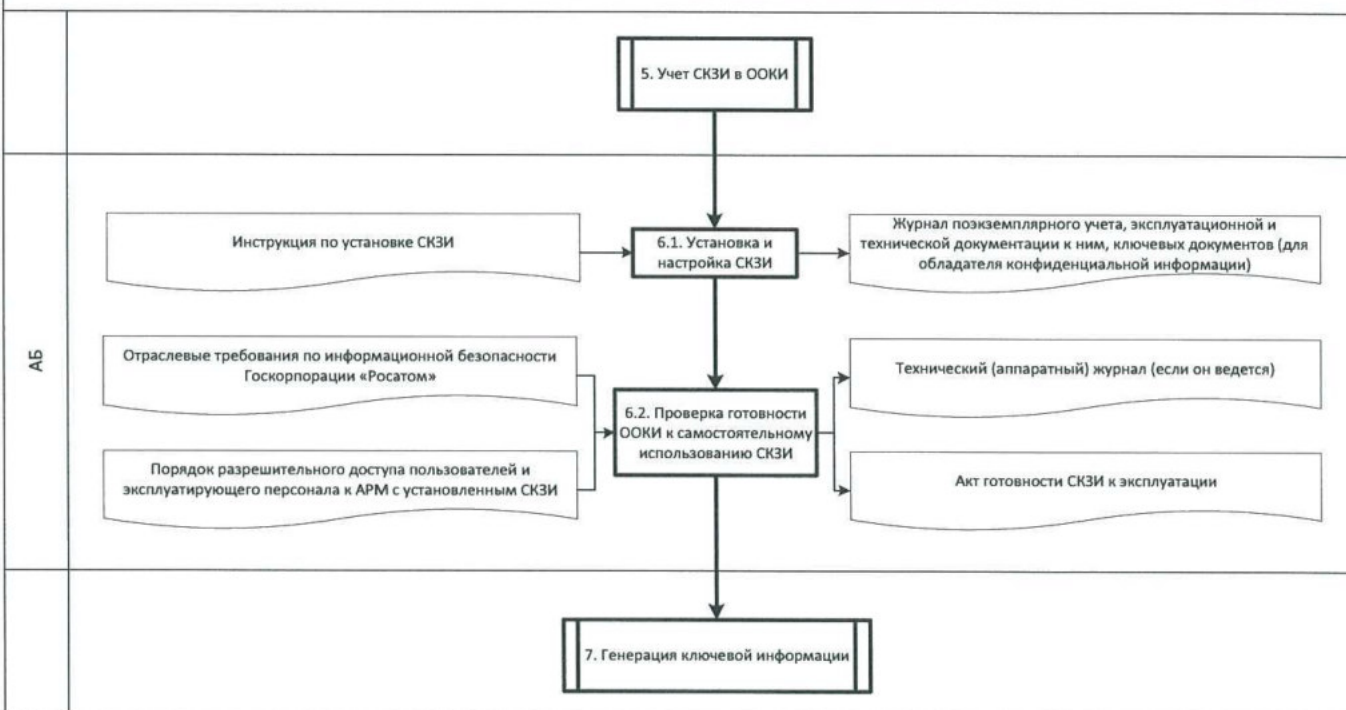 5. Учет СКЗИ в ООКИ
АБ
Инструкция по установке СКЗИ
6.1. Установка и
настройка СКЗИ
Журнал поэкземплярного учета, эксплуатационной и
технической документации к ним, ключевых документов (для
обладателя конфиденциальной информации)
Отраслевые требования по информационной безопасности
Госкорпорации «Росатом»
Порядок разрешительного доступа пользователей и
эксплуатирующего персонала к АРМ с установленным СКЗИ
6.2. Проверка готовности
ООКИ к самостоятельному
использованию СКЗИ
Технический (аппаратный) журнал (если он ведется)
Акт готовности СКЗИ к эксплуатации
7. Генерация ключевой информации